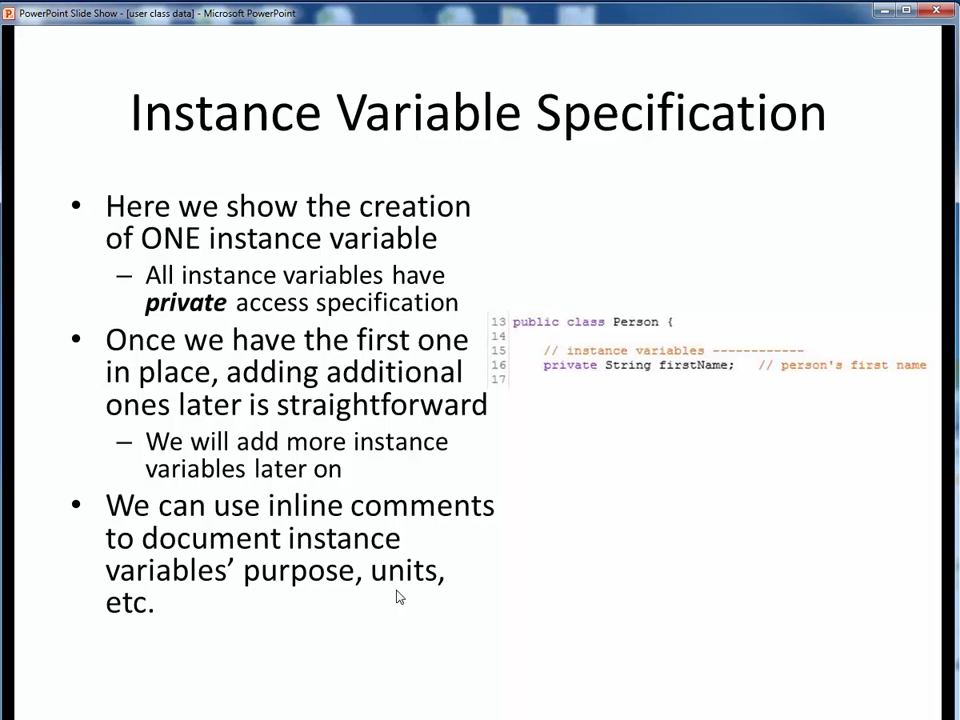 PowerPoint Slide Show - [user class data] - Microsoft PowerPoint
Instance Variable Specification
• Here we show the creation
of ONE instance variable
– All instance variables have
private access specification
• Once we have the first one
in place, adding additional
ones later is straightforward
– We will add more instance
variables later on
• We can use inline comments
to document instance
variables’ purpose, units,
etc.
13 public class Person {
14
15 // instance variables ------------
16 private String firstName; // person's first name
17